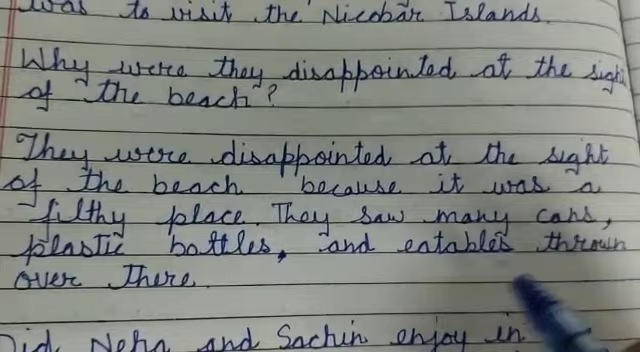 was to visit the Nicobar Islands.
Why were they disappointed at the sight
of the beach?
They were disappointed at the sight
of the beach because it was a
filthy place. They saw many cans,
plastic bottles, and eatables thrown
over there.
Did Neha and Sachin enjoy in